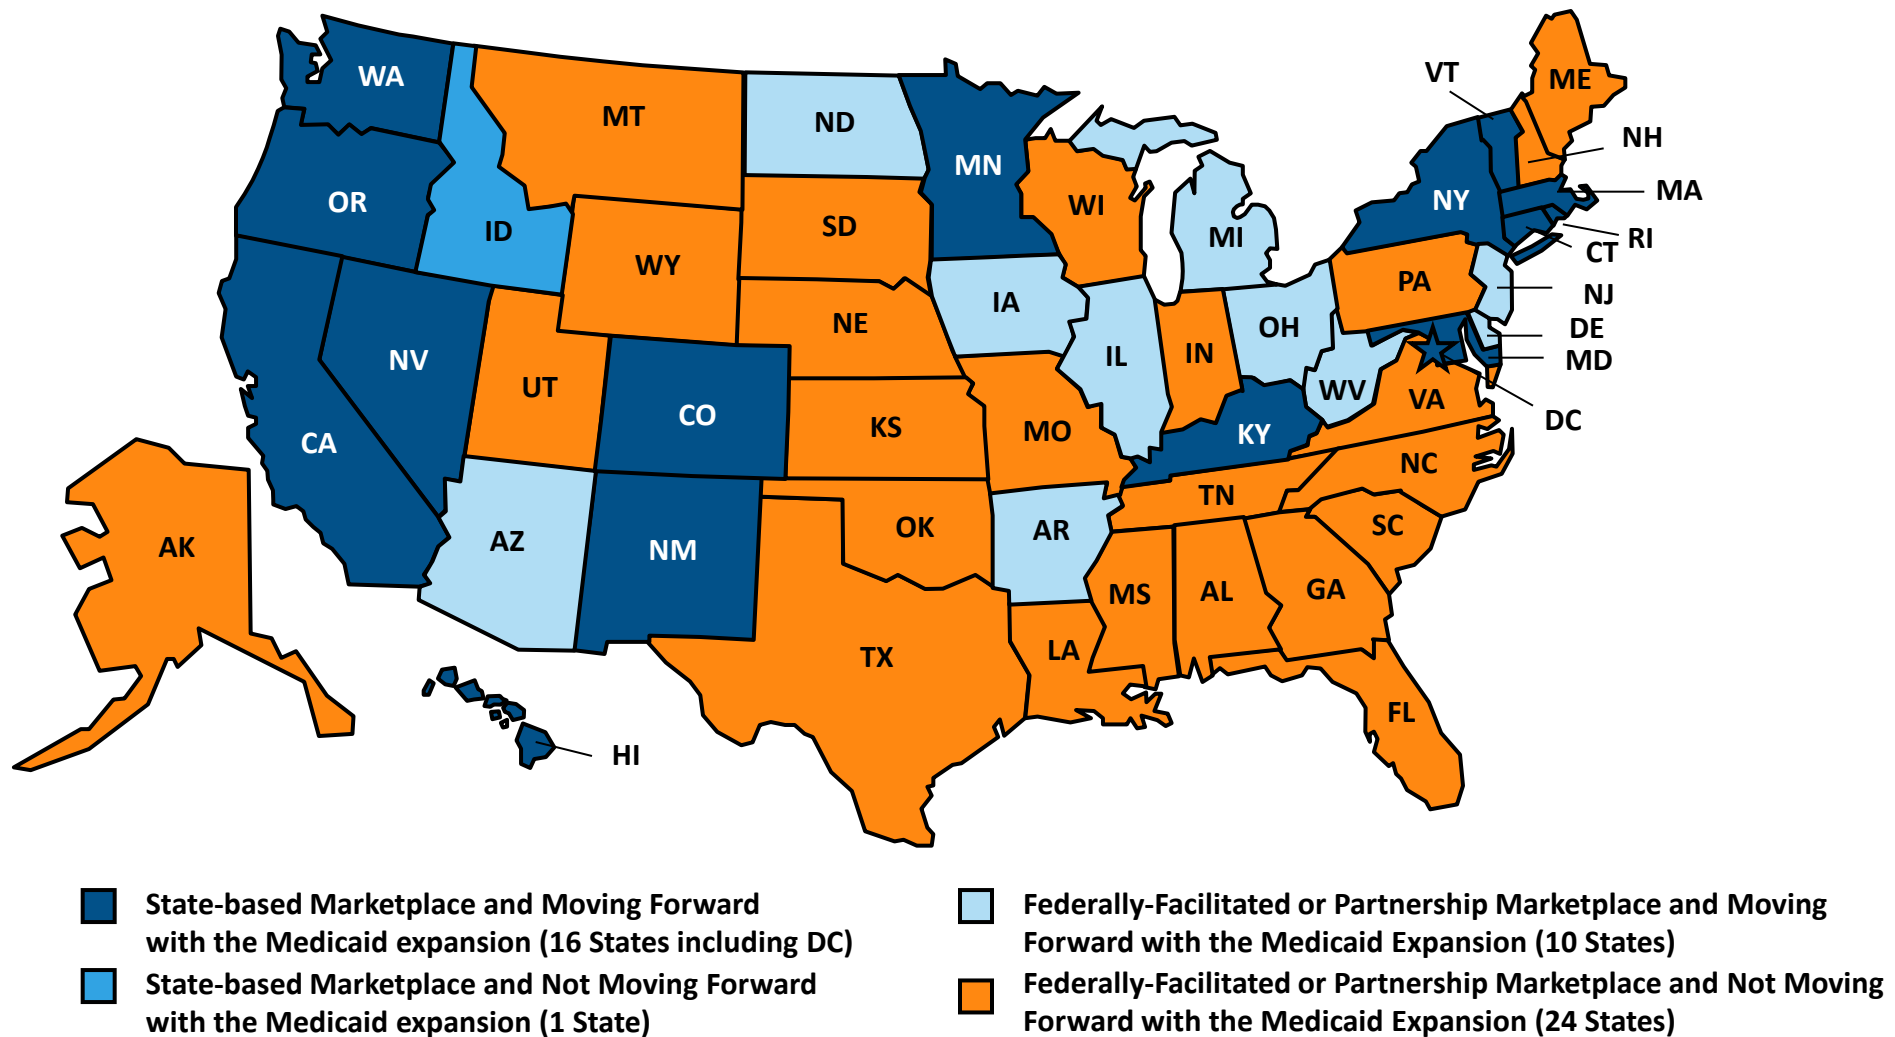 WA
MT
ND
MN
VT
ME
NH
OR
ID
WY
SD
WI
MI
NY
MA
RI
CT
NJ
DE
MD
DC
PA
IA
NE
NV
UT
CO
KS
MO
IL
IN
OH
WV
VA
KY
CA
NC
TN
SC
AK
AZ
NM
OK
AR
MS
AL
GA
LA
TX
FL
HI
State-based Marketplace and Moving Forward
with the Medicaid expansion (16 States including DC)
State-based Marketplace and Not Moving Forward
with the Medicaid expansion (1 State)
Federally-Facilitated or Partnership Marketplace and Moving
Forward with the Medicaid Expansion (10 States)
Federally-Facilitated or Partnership Marketplace and Not Moving
Forward with the Medicaid Expansion (24 States)